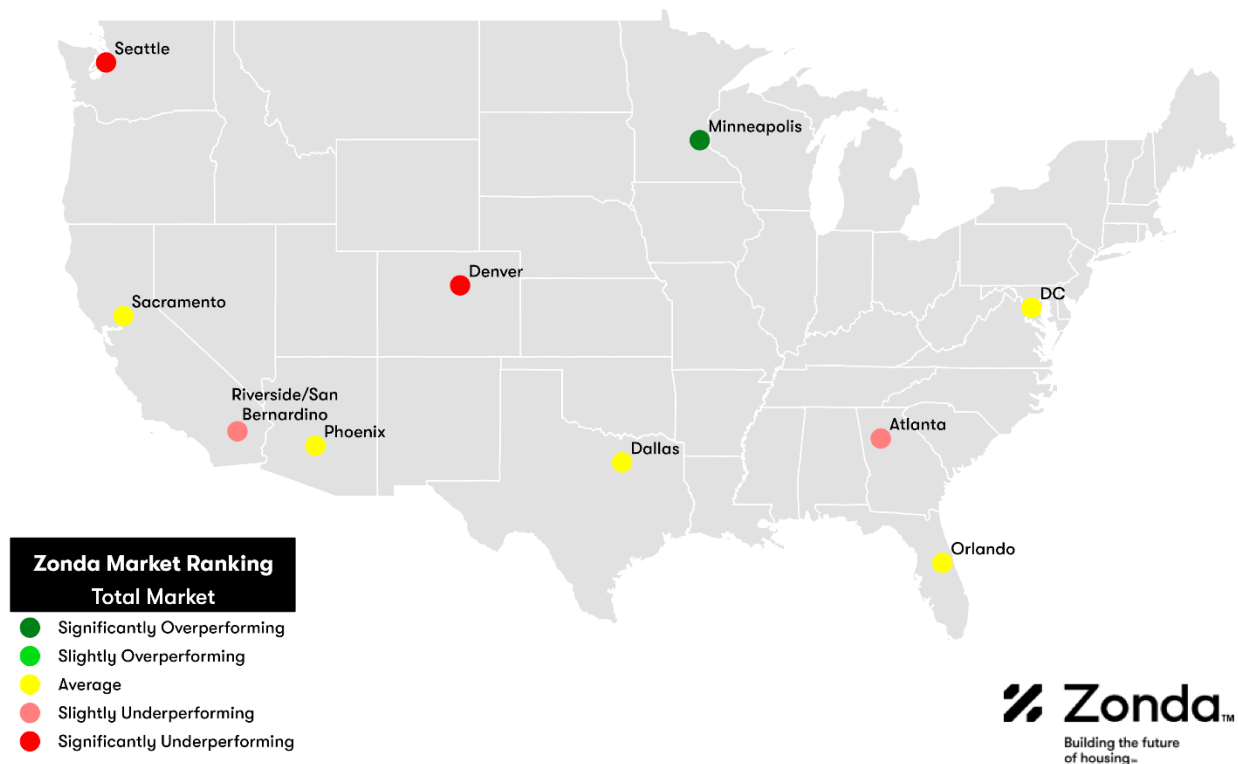 Seattle
Minneapolis
Denver
DC
Sacramento
Riverside/San
Bernardino
Phoenix
Atlanta
Dallas
Orlando
Zonda Market Ranking
Total Market
Significantly Overperforming
Slightly Overperforming
Average
Slightly Underperforming
Significantly Underperforming
Zonda™
Building the future
of housing℠